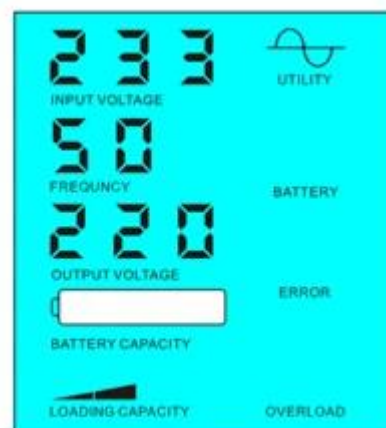 233
UTILITY
INPUT VOLTAGE
50
FREQUNCY
BATTERY
220
OUTPUT VOLTAGE
ERROR
BATTERY CAPACITY
LOADING CAPACITY
OVERLOAD